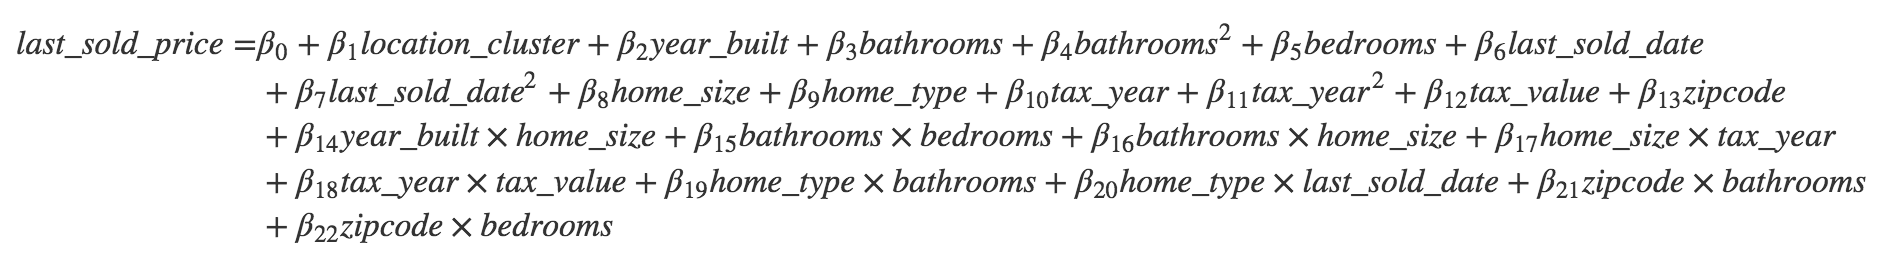 last_sold_price =β₀ + β₁location_cluster + β₂year_built + β₃bathrooms + β₄bathrooms² + β₅bedrooms + β₆last_sold_date
+ β₇last_sold_date² + β₈home_size + β₉home_type + β₁₀tax_year + β₁₁tax_year² + β₁₂tax_value + β₁₃zipcode
+ β₁₄year_built × home_size + β₁₅bathrooms × bedrooms + β₁₆bathrooms × home_size + β₁₇home_size × tax_year
+ β₁₈tax_year × tax_value + β₁₉home_type × bathrooms + β₂₀home_type × last_sold_date + β₂₁zipcode × bathrooms
+ β₂₂zipcode × bedrooms